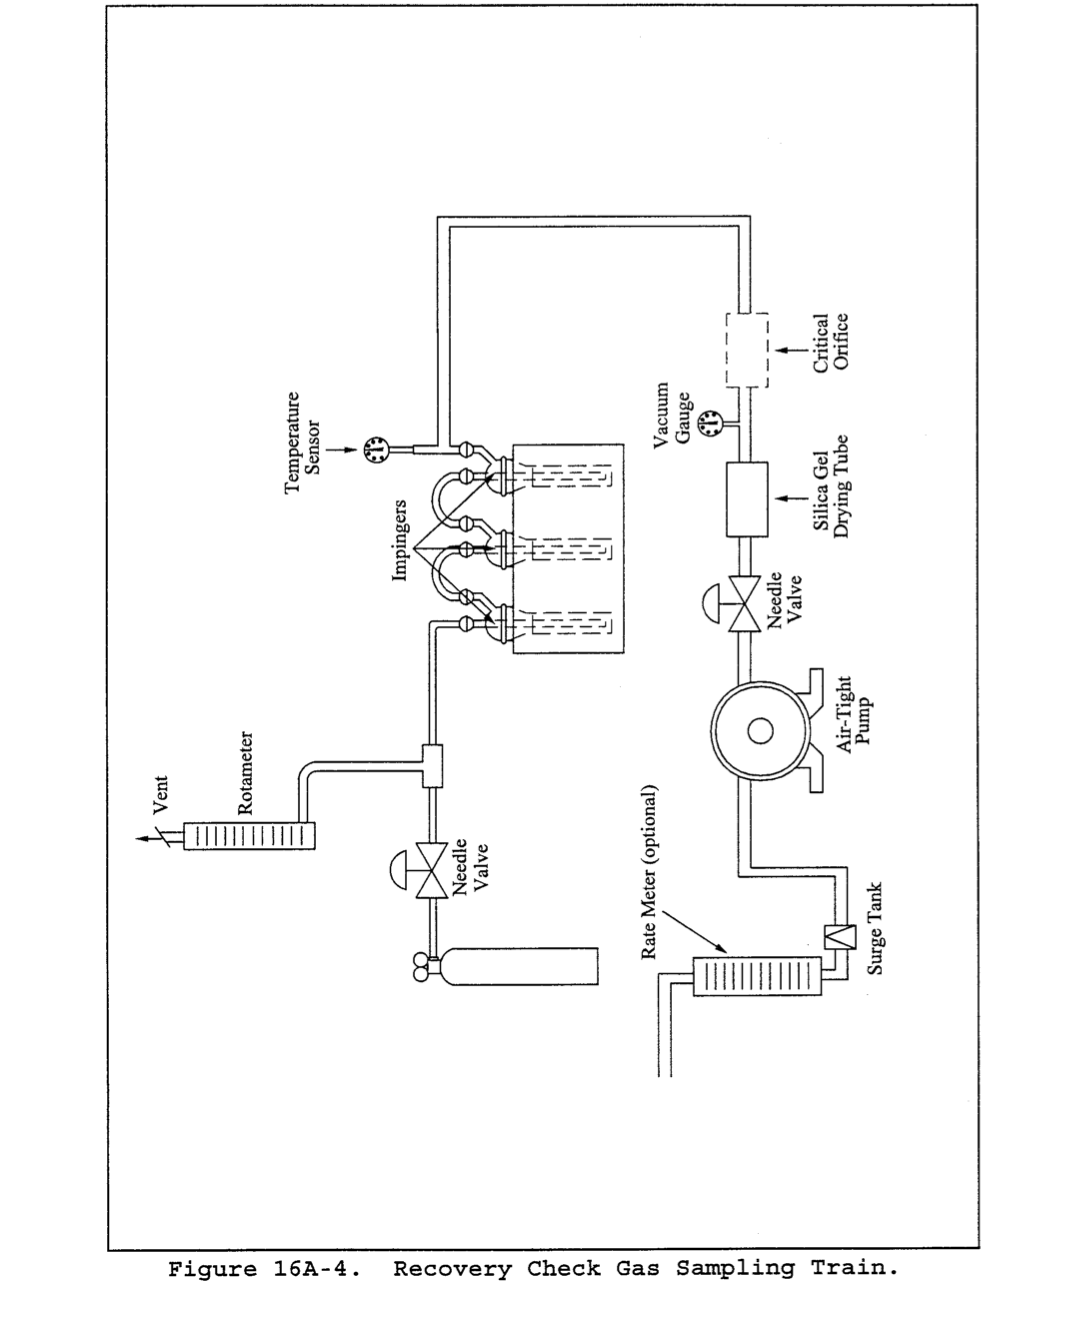 Temperature
Sensor
Impingers
Vent
Rotameter
Needle
Valve
Vacuum
Gauge
Critical
Orifice
Silica Gel
Drying Tube
Needle
Valve
Air-Tight
Pump
Rate Meter (optional)
Surge Tank
Figure 16A-4.  Recovery Check Gas Sampling Train.